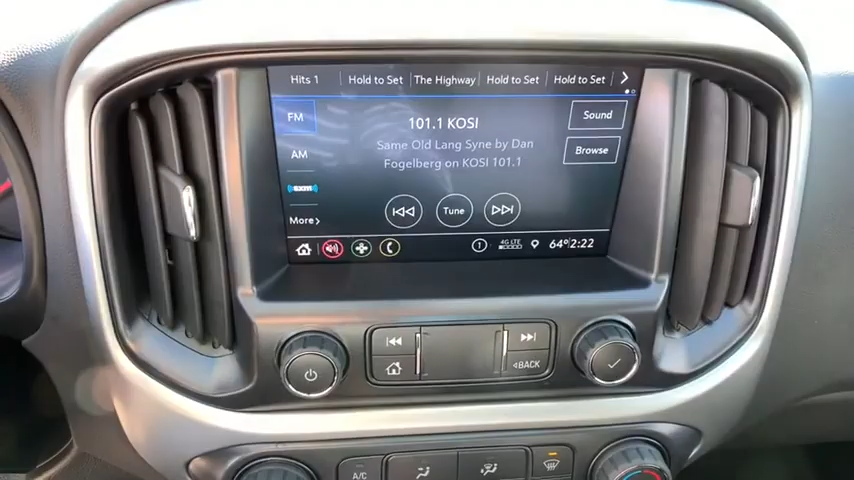 Hits 1
Hold to Set
The Highway
Hold to Set
Hold to Set
FM
101.1 KOSI
Sound
AM
Same Old Lang Syne by Dan
Fogelberg on KOSI 101.1
Browse
SXM
Tune
More
1
4G LTE
64° 2:22
BACK
A/C